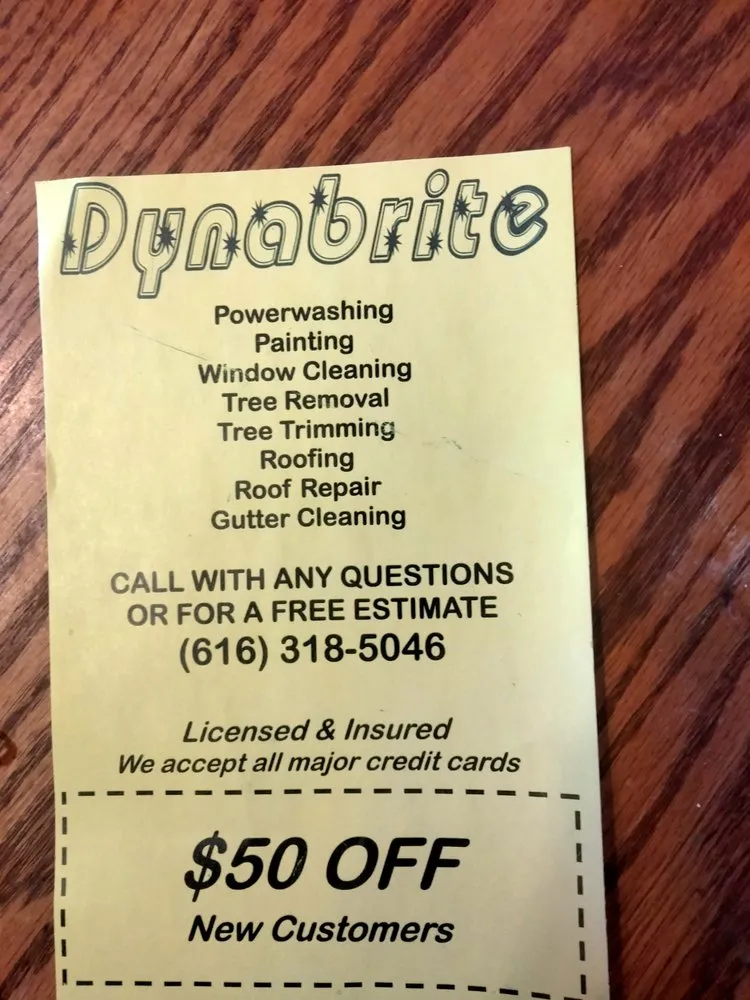 Dynabrite
Powerwashing
Painting
Window Cleaning
Tree Removal
Tree Trimming
Roofing
Roof Repair
Gutter Cleaning
CALL WITH ANY QUESTIONS
OR FOR A FREE ESTIMATE
(616) 318-5046
Licensed & Insured
We accept all major credit cards
$50 OFF
New Customers